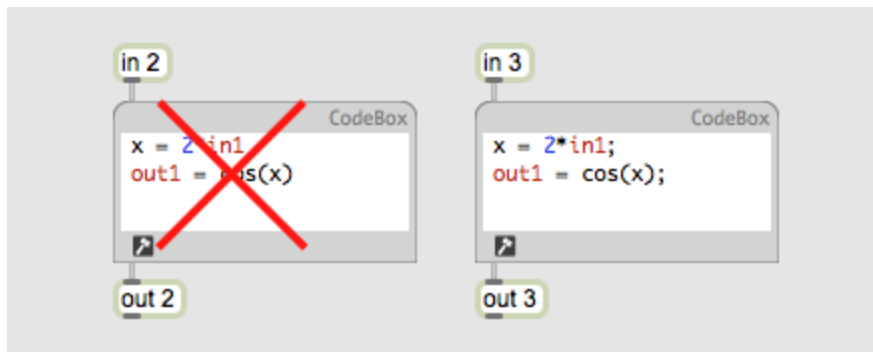 in 2
CodeBox
x = 2*in1
out1 = cos(x)
out 2
in 3
CodeBox
x = 2*in1;
out1 = cos(x);
out 3